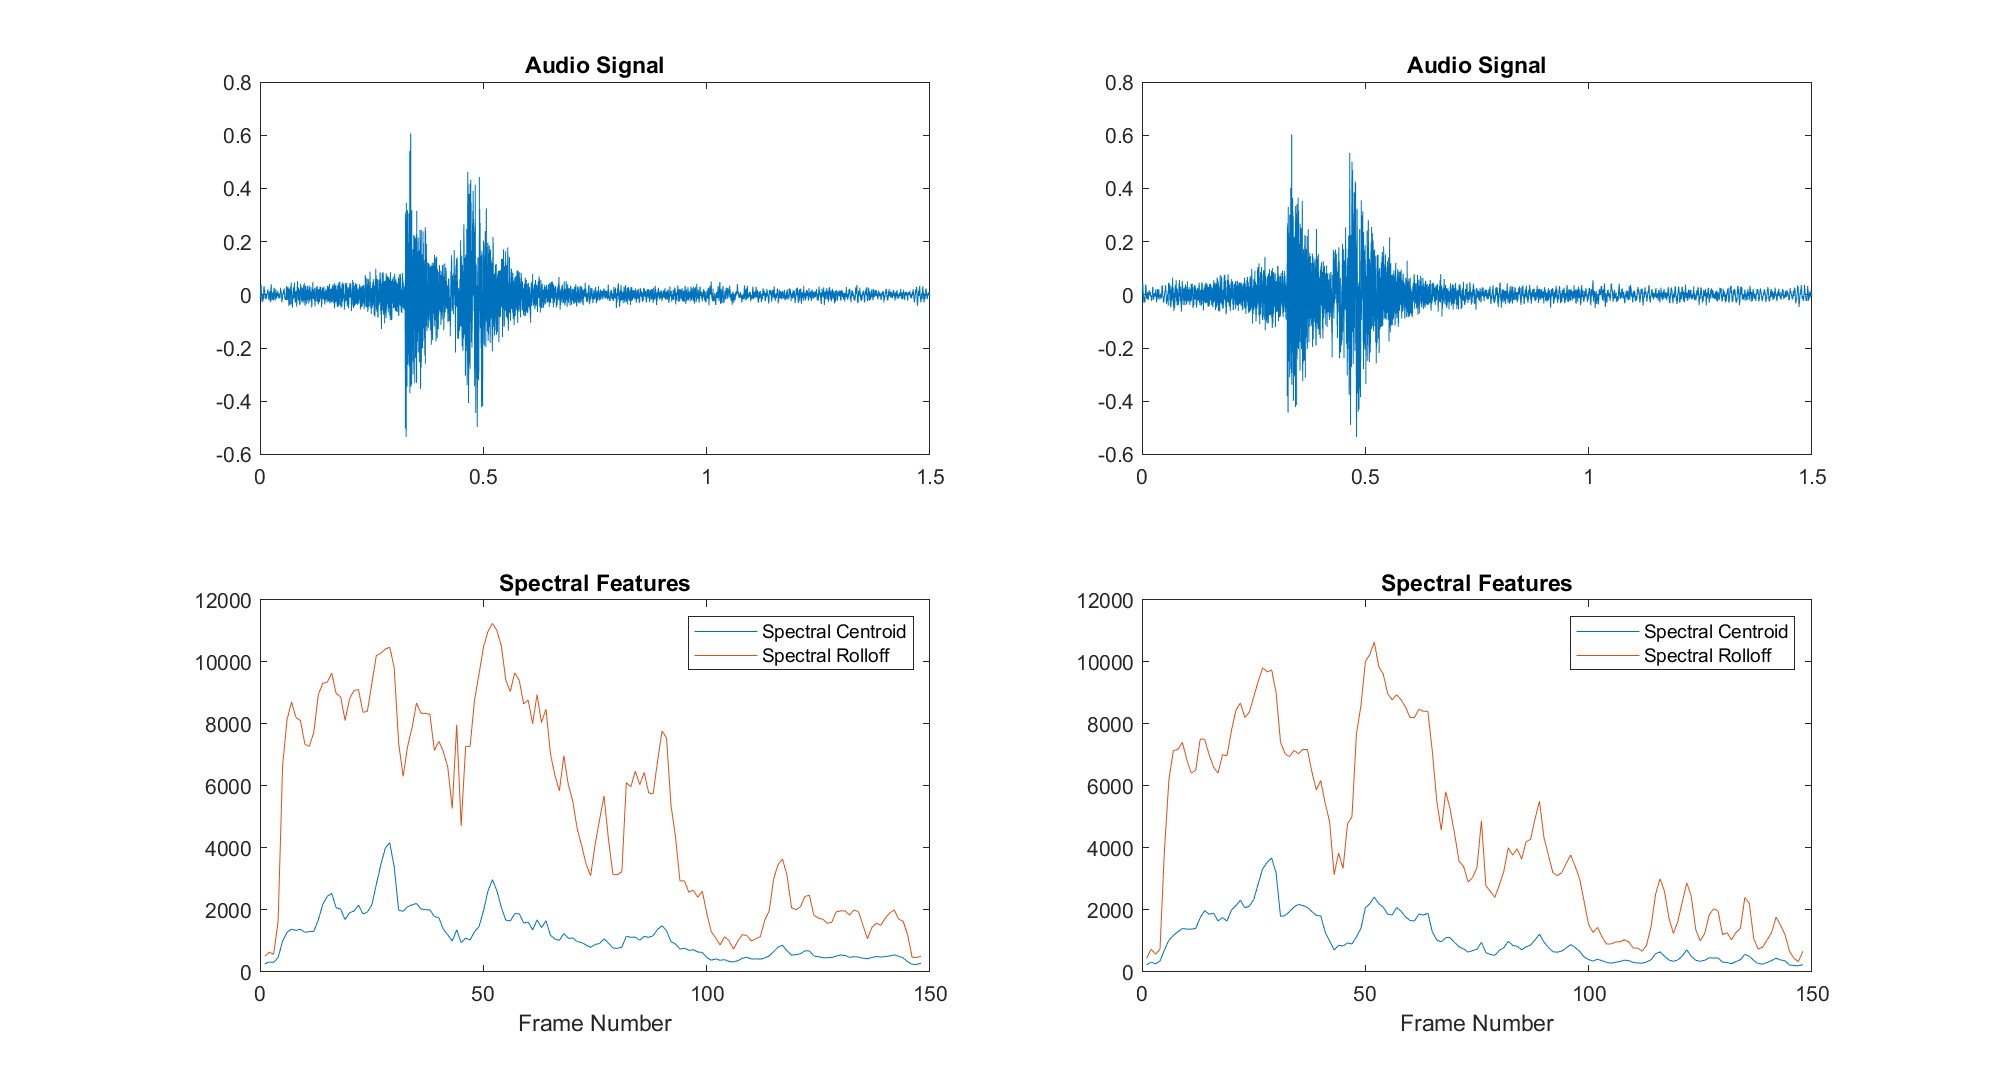 Audio Signal
0.8
0.6
0.4
0.2
0
-0.2
-0.4
-0.6
0 0.5 1 1.5
Audio Signal
0.8
0.6
0.4
0.2
0
-0.2
-0.4
-0.6
0 0.5 1 1.5
Spectral Features
12000
10000
8000
6000
4000
2000
0
Spectral Centroid
Spectral Rolloff
0 50 100 150
Frame Number
Spectral Features
12000
10000
8000
6000
4000
2000
0
Spectral Centroid
Spectral Rolloff
0 50 100 150
Frame Number